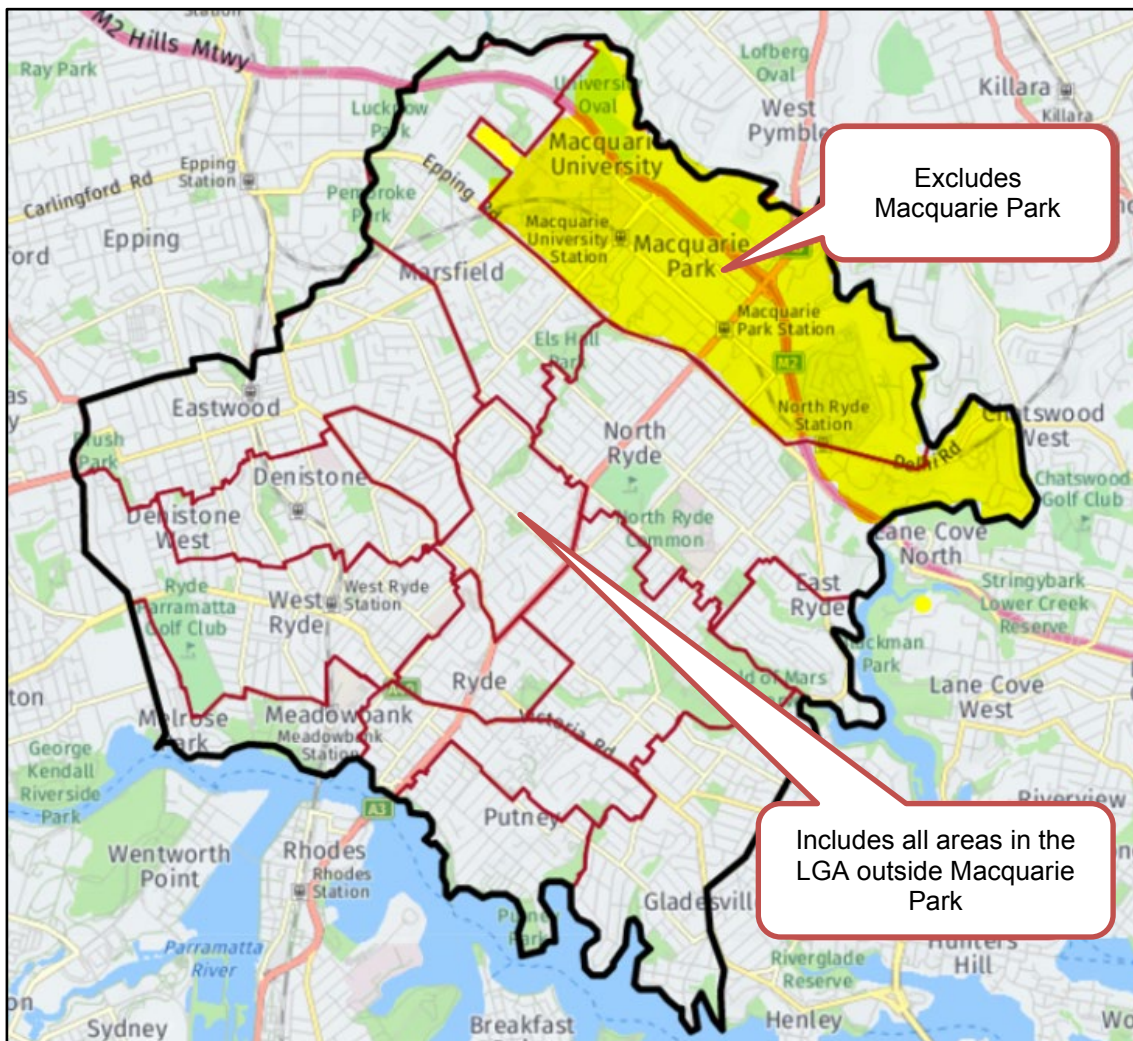 M2 Hills Mtwy
Ray Park
Lofberg
Oval
Killara
Killara
University
Oval
West
Pymble
Park
Macquarie
University
Epping
Station
Carlingford Rd
Epping Rd
Pembroke
Park
Excludes
Macquarie Park
Epping
Macquarie
University
Station
Macquarie
Park
Marsfield
Macquarie
Park Station
Els Hall
Park
M2
Eastwood
North Ryde
Station
Chatswood
West
North
Ryde
Delhi Rd
Brush
Park
Denistone
Chatswood
Golf Club
Denistone
West
North Ryde
Common
Lane Cove
North
Ryde
Parramatta
Golf Club
West Ryde
Station
West
Ryde
East
Ryde
Stringybark
Lower Creek
Reserve
Park
Ryde
Lane Cove
West
Melrose
Park
Meadowbank
Meadowbank
Station
Victoria Rd
George
Kendall
Riverside
Park
A3
Putney
Riverview
Includes all areas in the
LGA outside Macquarie
Park
Wentworth
Point
Rhodes
Rhodes
Station
Gladesville
Putney
Park
Parramatta
River
Hunters
Hill
Riverglade
Reserve
Sydney
Breakfast
Henley